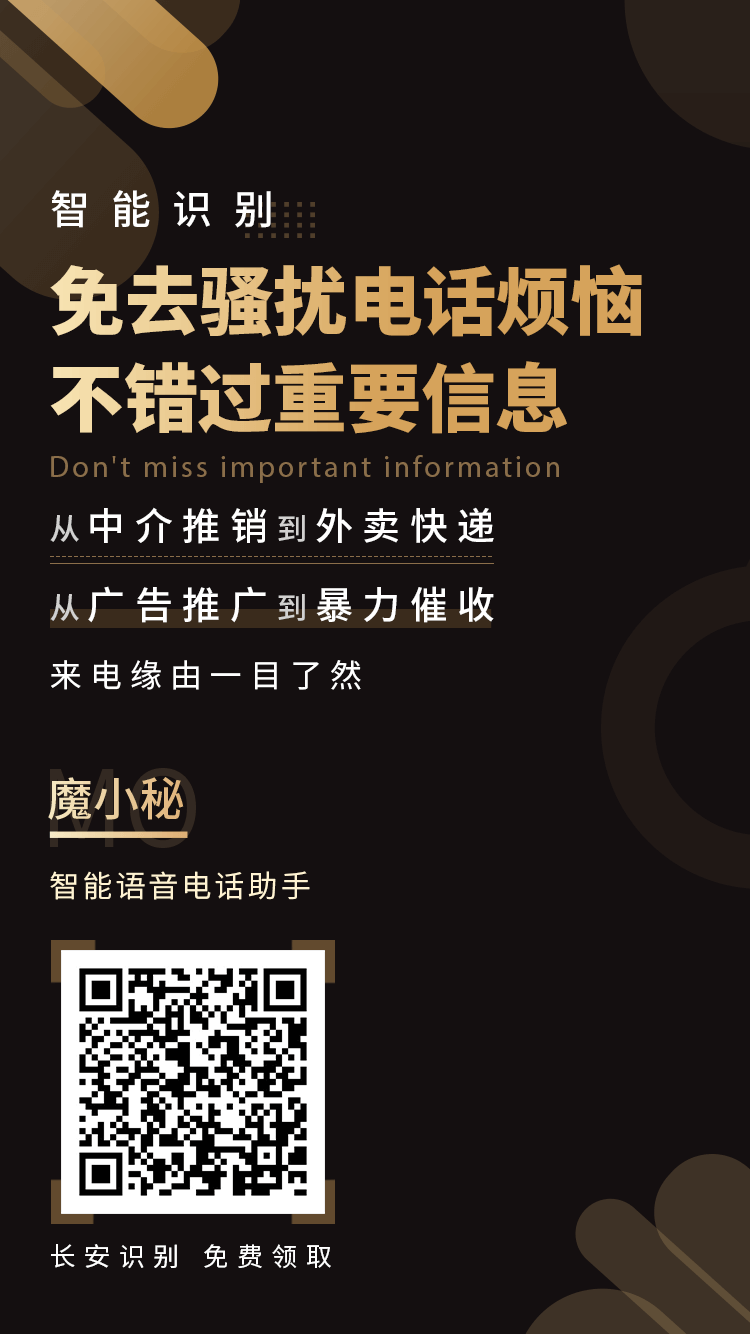 智能识别
免去骚扰电话烦恼
不错过重要信息
Don't miss important information
从中介推销到外卖快递
从广告推广到暴力催收
来电缘由一目了然
MO
魔小秘
智能语音电话助手
长安识别 免费领取